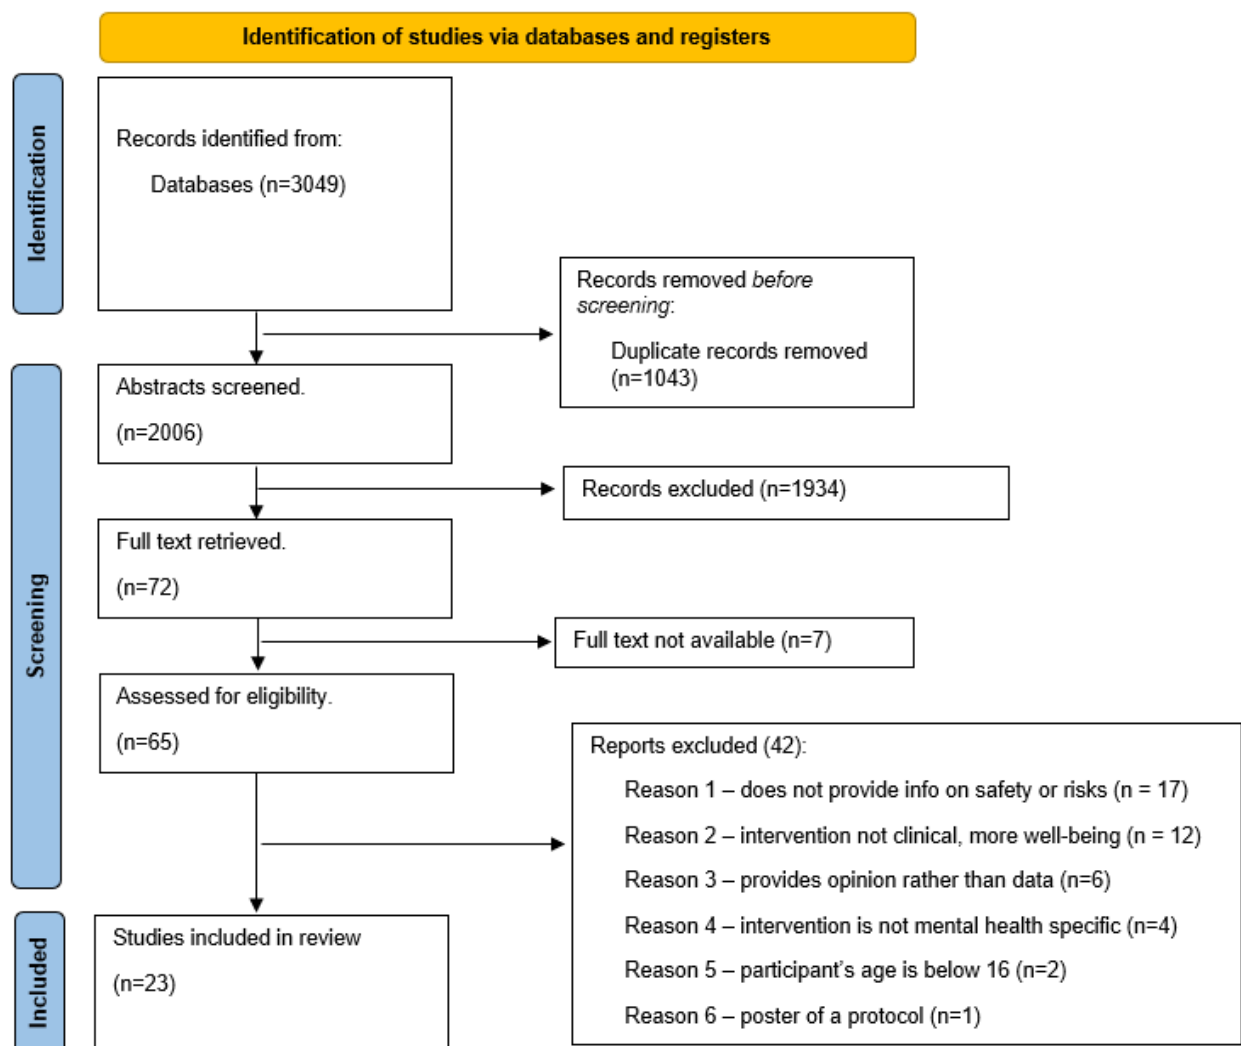 Identification of studies via databases and registers
Identification
Records identified from:
Databases (n=3049)
Records removed before
screening:
Duplicate records removed
(n=1043)
Screening
Abstracts screened.
(n=2006)
Records excluded (n=1934)
Full text retrieved.
(n=72)
Full text not available (n=7)
Assessed for eligibility.
(n=65)
Reports excluded (42):
Reason 1 – does not provide info on safety or risks (n = 17)
Reason 2 – intervention not clinical, more well-being (n = 12)
Reason 3 – provides opinion rather than data (n=6)
Reason 4 – intervention is not mental health specific (n=4)
Reason 5 – participant’s age is below 16 (n=2)
Reason 6 – poster of a protocol (n=1)
Included
Studies included in review
(n=23)